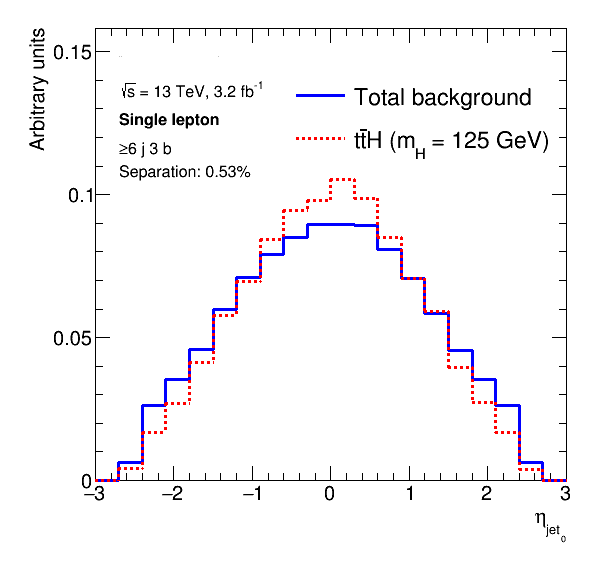 Arbitrary units
0.15
0.1
0.05
0
√s = 13 TeV, 3.2 fb⁻¹
Single lepton
≥6 j 3 b
Separation: 0.53%
Total background
tt̄H (m_H = 125 GeV)
−3 −2 −1 0 1 2 3
η_jet₀